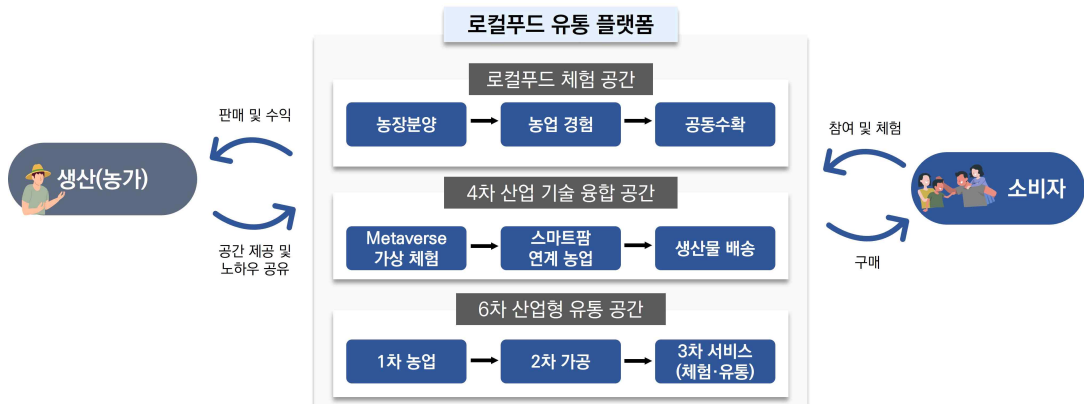 로컬푸드 유통 플랫폼
로컬푸드 체험 공간
농장분양
농업 경험
공동수확
4차 산업 기술 융합 공간
Metaverse
가상 체험
스마트팜
연계 농업
생산물 배송
6차 산업형 유통 공간
1차 농업
2차 가공
3차 서비스
(체험·유통)
판매 및 수익
생산(농가)
공간 제공 및
노하우 공유
참여 및 체험
소비자
구매